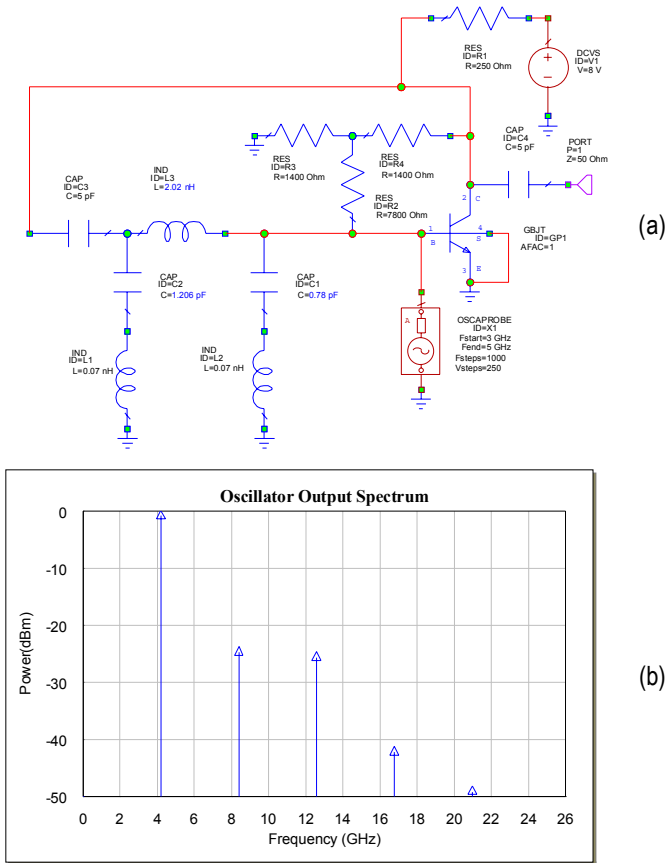 RES
ID=R1
R=250 Ohm
DCVS
ID=V1
V=8 V
CAP
ID=C4
C=5 pF
PORT
P=1
Z=50 Ohm
RES
ID=R3
R=1400 Ohm
RES
ID=R4
R=1400 Ohm
CAP
ID=C3
C=5 pF
IND
ID=L3
L=2.02 nH
RES
ID=R2
R=7800 Ohm
2
C
1
B
4
S
3
E
GBJT
ID=GP1
AFAC=1
(a)
CAP
ID=C2
C=1.206 pF
CAP
ID=C1
C=0.78 pF
A
OSCAPROBE
ID=X1
Fstart=3 GHz
Fend=5 GHz
Fsteps=1000
Vsteps=250
IND
ID=L1
L=0.07 nH
IND
ID=L2
L=0.07 nH
Oscillator Output Spectrum
0
-10
-20
-30
-40
-50
Power(dBm)
0 2 4 6 8 10 12 14 16 18 20 22 24 26
Frequency (GHz)
(b)